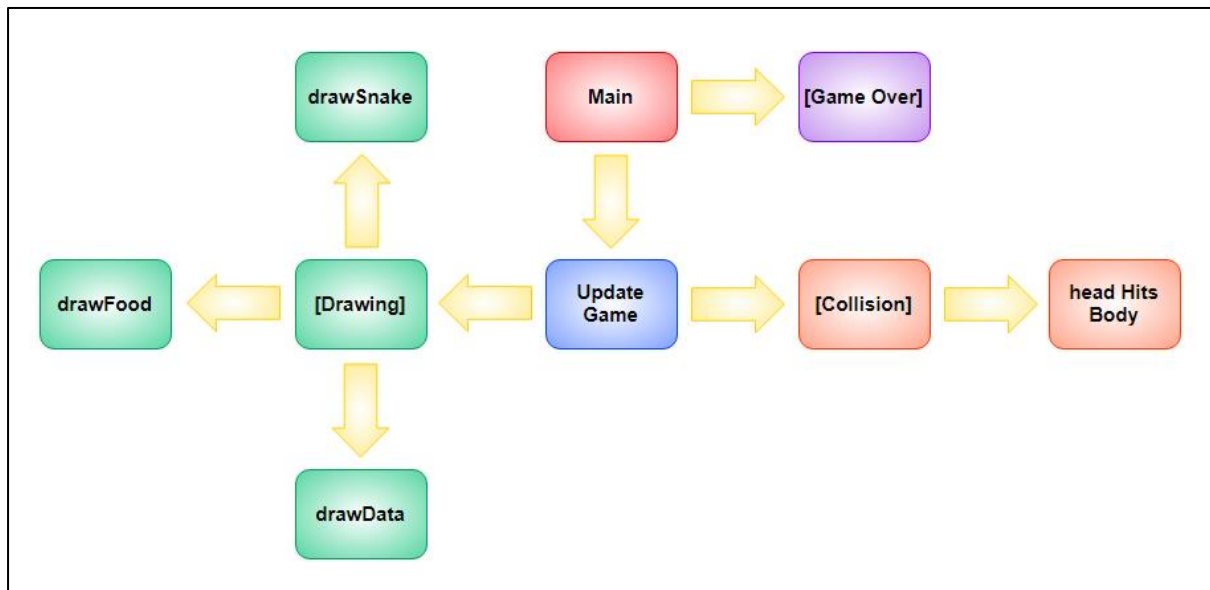 drawSnake
Main
[Game Over]
drawFood
[Drawing]
Update
Game
[Collision]
head Hits
Body
drawData